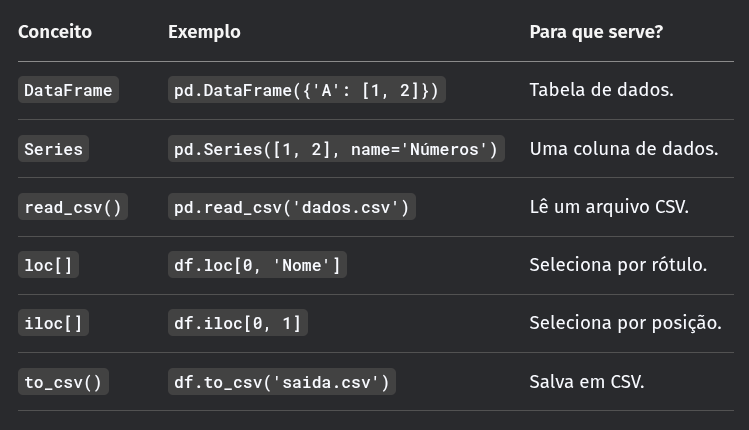 Conceito Exemplo Para que serve?
DataFrame pd.DataFrame({'A': [1, 2]}) Tabela de dados.
Series pd.Series([1, 2], name='Números') Uma coluna de dados.
read_csv() pd.read_csv('dados.csv') Lê um arquivo CSV.
loc[] df.loc[0, 'Nome'] Seleciona por rótulo.
iloc[] df.iloc[0, 1] Seleciona por posição.
to_csv() df.to_csv('saida.csv') Salva em CSV.